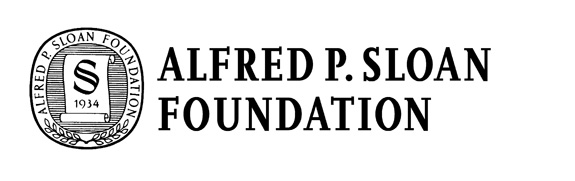 ALFRED P. SLOAN FOUNDATION
S
1934
ALFRED P. SLOAN
FOUNDATION